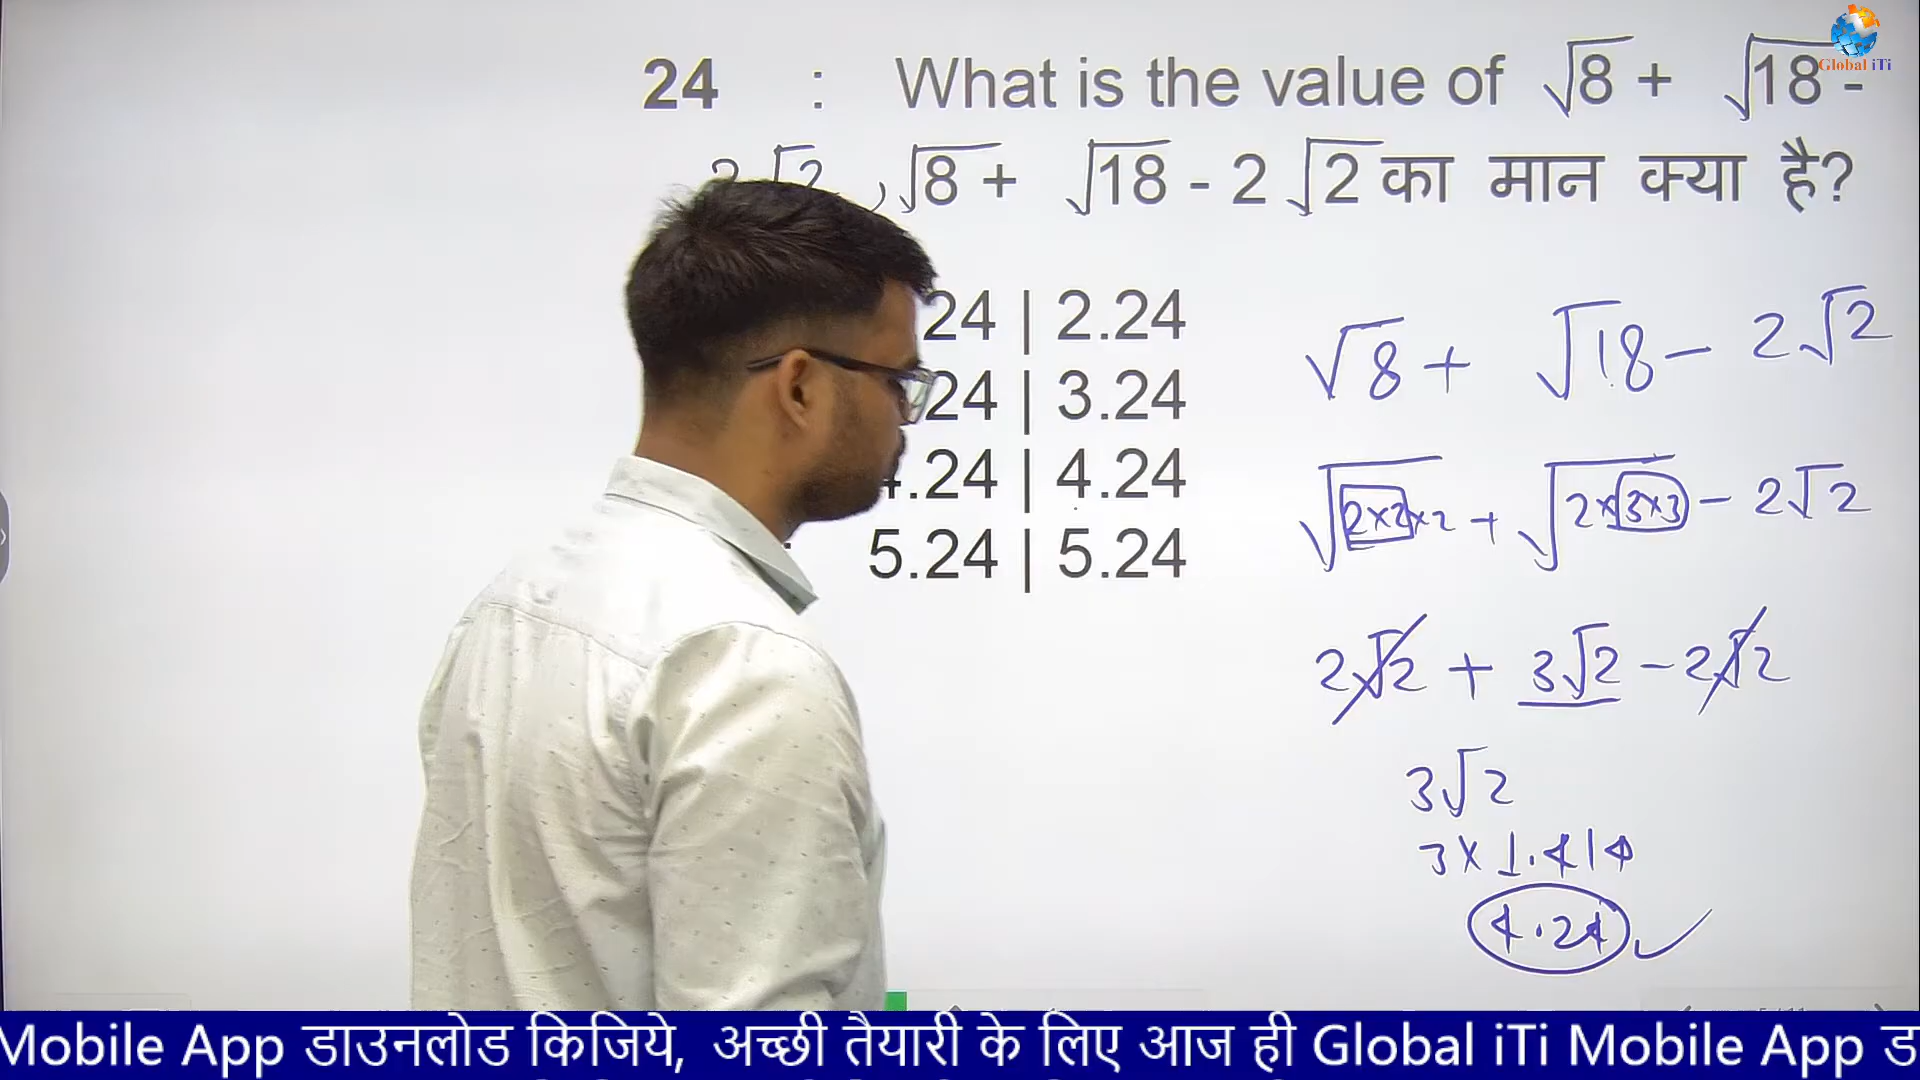 Global iTi
24 : What is the value of √8 + √18 -
2 √2 , √8 + √18 - 2 √2 का मान क्या है?
24 | 2.24
24 | 3.24
4.24 | 4.24
5.24 | 5.24
√8 + √18 - 2√2
√2×2×2 + √2×3×3 - 2√2
2√2 + 3√2 - 2√2
3√2
3 × 1.414
4.24
Mobile App डाउनलोड किजिये, अच्छी तैयारी के लिए आज ही Global iTi Mobile App ड